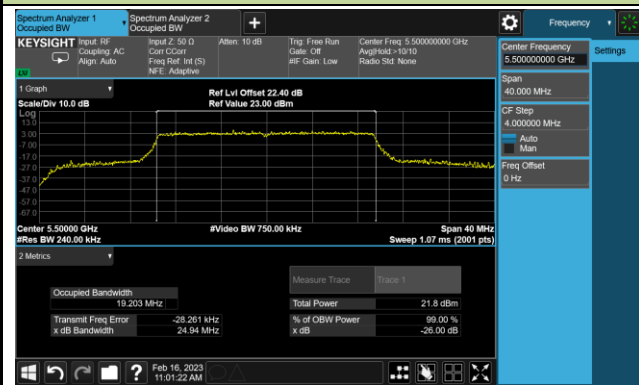 Spectrum Analyzer 1
Occupied BW
Spectrum Analyzer 2
Occupied BW
+
Frequency
KEYSIGHT
Input: RF
Coupling: AC
Align: Auto
Input Z: 50 Ω
Corr CCorr
Freq Ref: Int (S)
NFE: Adaptive
Atten: 10 dB
Trig: Free Run
Gate: Off
#IF Gain: Low
Center Freq: 5.500000000 GHz
Avg|Hold:>10/10
Radio Std: None
Center Frequency
5.500000000 GHz
Settings
Span
40.000 MHz
CF Step
4.000000 MHz
Auto
Man
Freq Offset
0 Hz
1 Graph
Scale/Div 10.0 dB
Ref Lvl Offset 22.40 dB
Ref Value 23.00 dBm
Log
13.0
3.00
-7.00
-17.0
-27.0
-37.0
-47.0
-57.0
-67.0
Center 5.50000 GHz
#Res BW 240.00 kHz
#Video BW 750.00 kHz
Span 40 MHz
Sweep 1.07 ms (2001 pts)
2 Metrics
Measure Trace
Trace 1
Occupied Bandwidth
19.203 MHz
Total Power
21.8 dBm
Transmit Freq Error
-28.261 kHz
% of OBW Power
99.00 %
x dB Bandwidth
24.94 MHz
x dB
-26.00 dB
?
Feb 16, 2023
11:01:22 AM